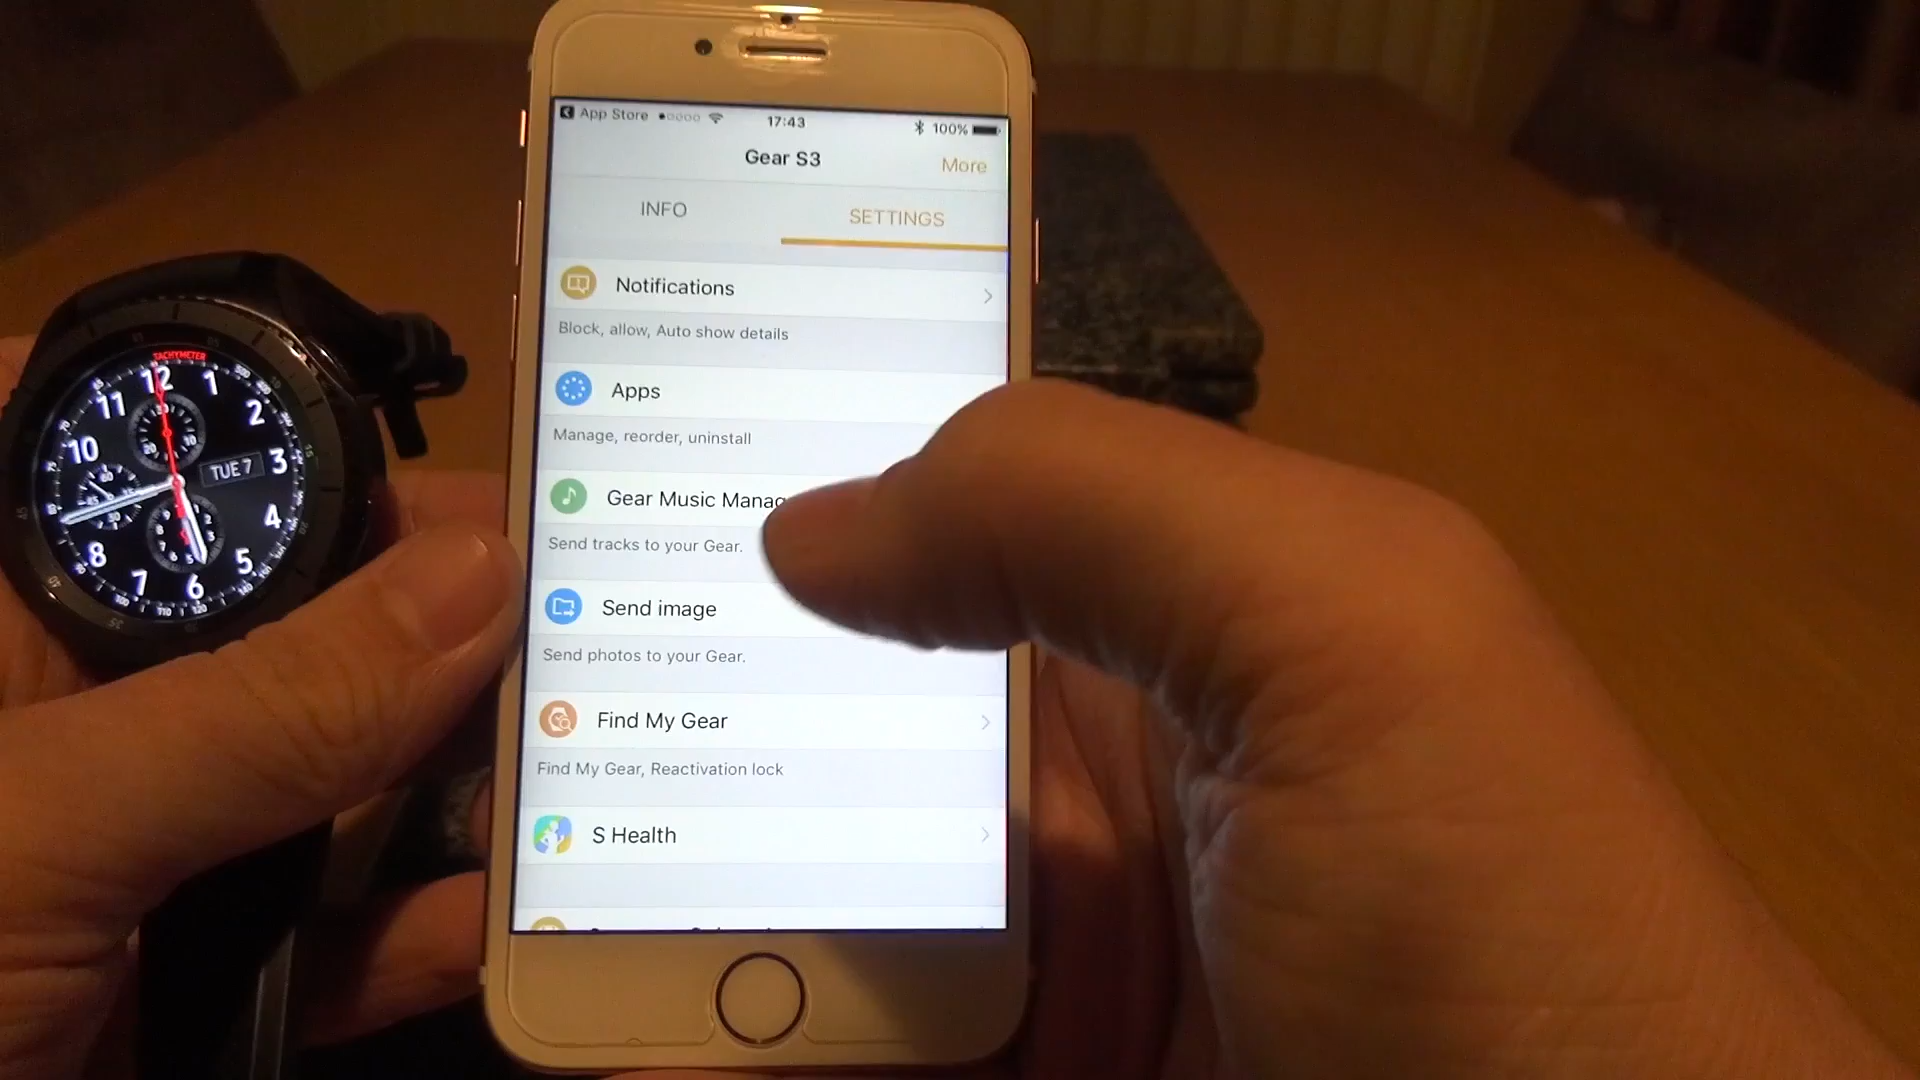 App Store
17:43
100%
Gear S3
More
INFO
SETTINGS
Notifications
Block, allow, Auto show details
Apps
Manage, reorder, uninstall
Gear Music Manag
Send tracks to your Gear.
Send image
Send photos to your Gear.
Find My Gear
Find My Gear, Reactivation lock
S Health
TACHYMETER
12
1
2
3
4
5
6
7
8
10
11
TUE 7